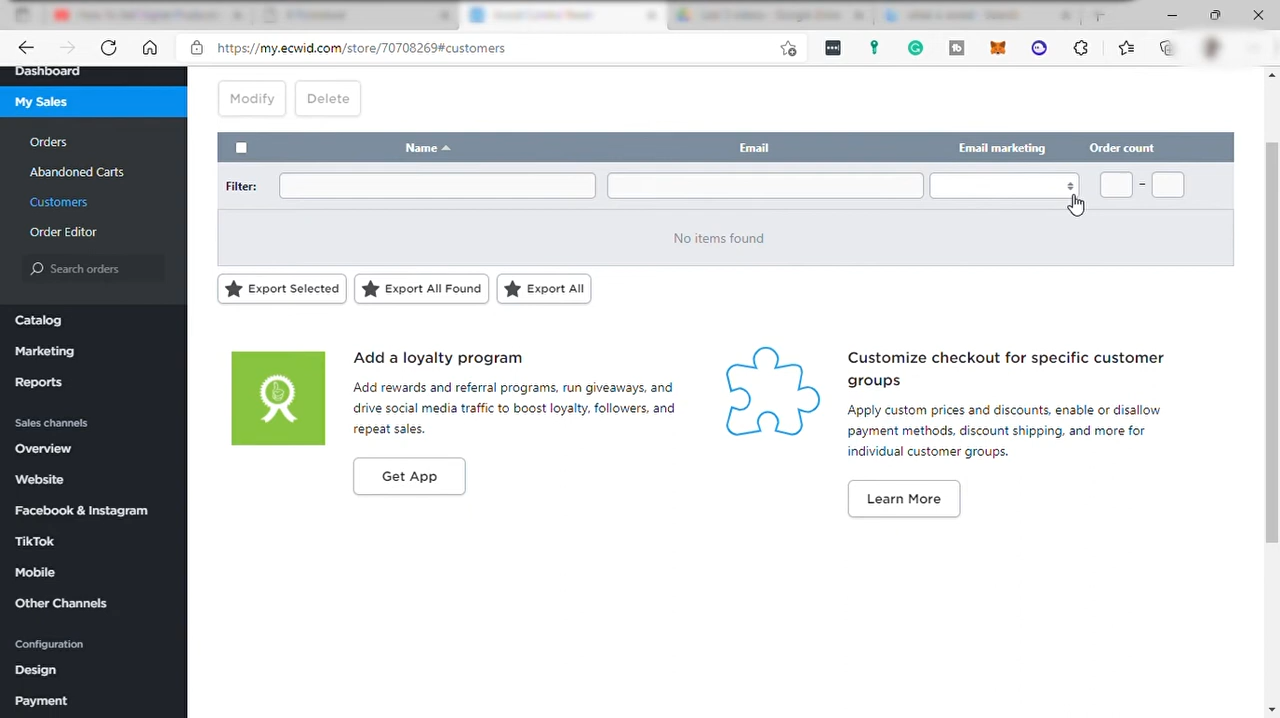 https://my.ecwid.com/store/70708269#customers
Dashboard
My Sales
Orders
Abandoned Carts
Customers
Order Editor
Search orders
Catalog
Marketing
Reports
Sales channels
Overview
Website
Facebook & Instagram
TikTok
Mobile
Other Channels
Configuration
Design
Payment
Modify
Delete
Name
Email
Email marketing
Order count
Filter:
–
No items found
Export Selected
Export All Found
Export All
Add a loyalty program
Add rewards and referral programs, run giveaways, and
drive social media traffic to boost loyalty, followers, and
repeat sales.
Get App
Customize checkout for specific customer
groups
Apply custom prices and discounts, enable or disallow
payment methods, discount shipping, and more for
individual customer groups.
Learn More